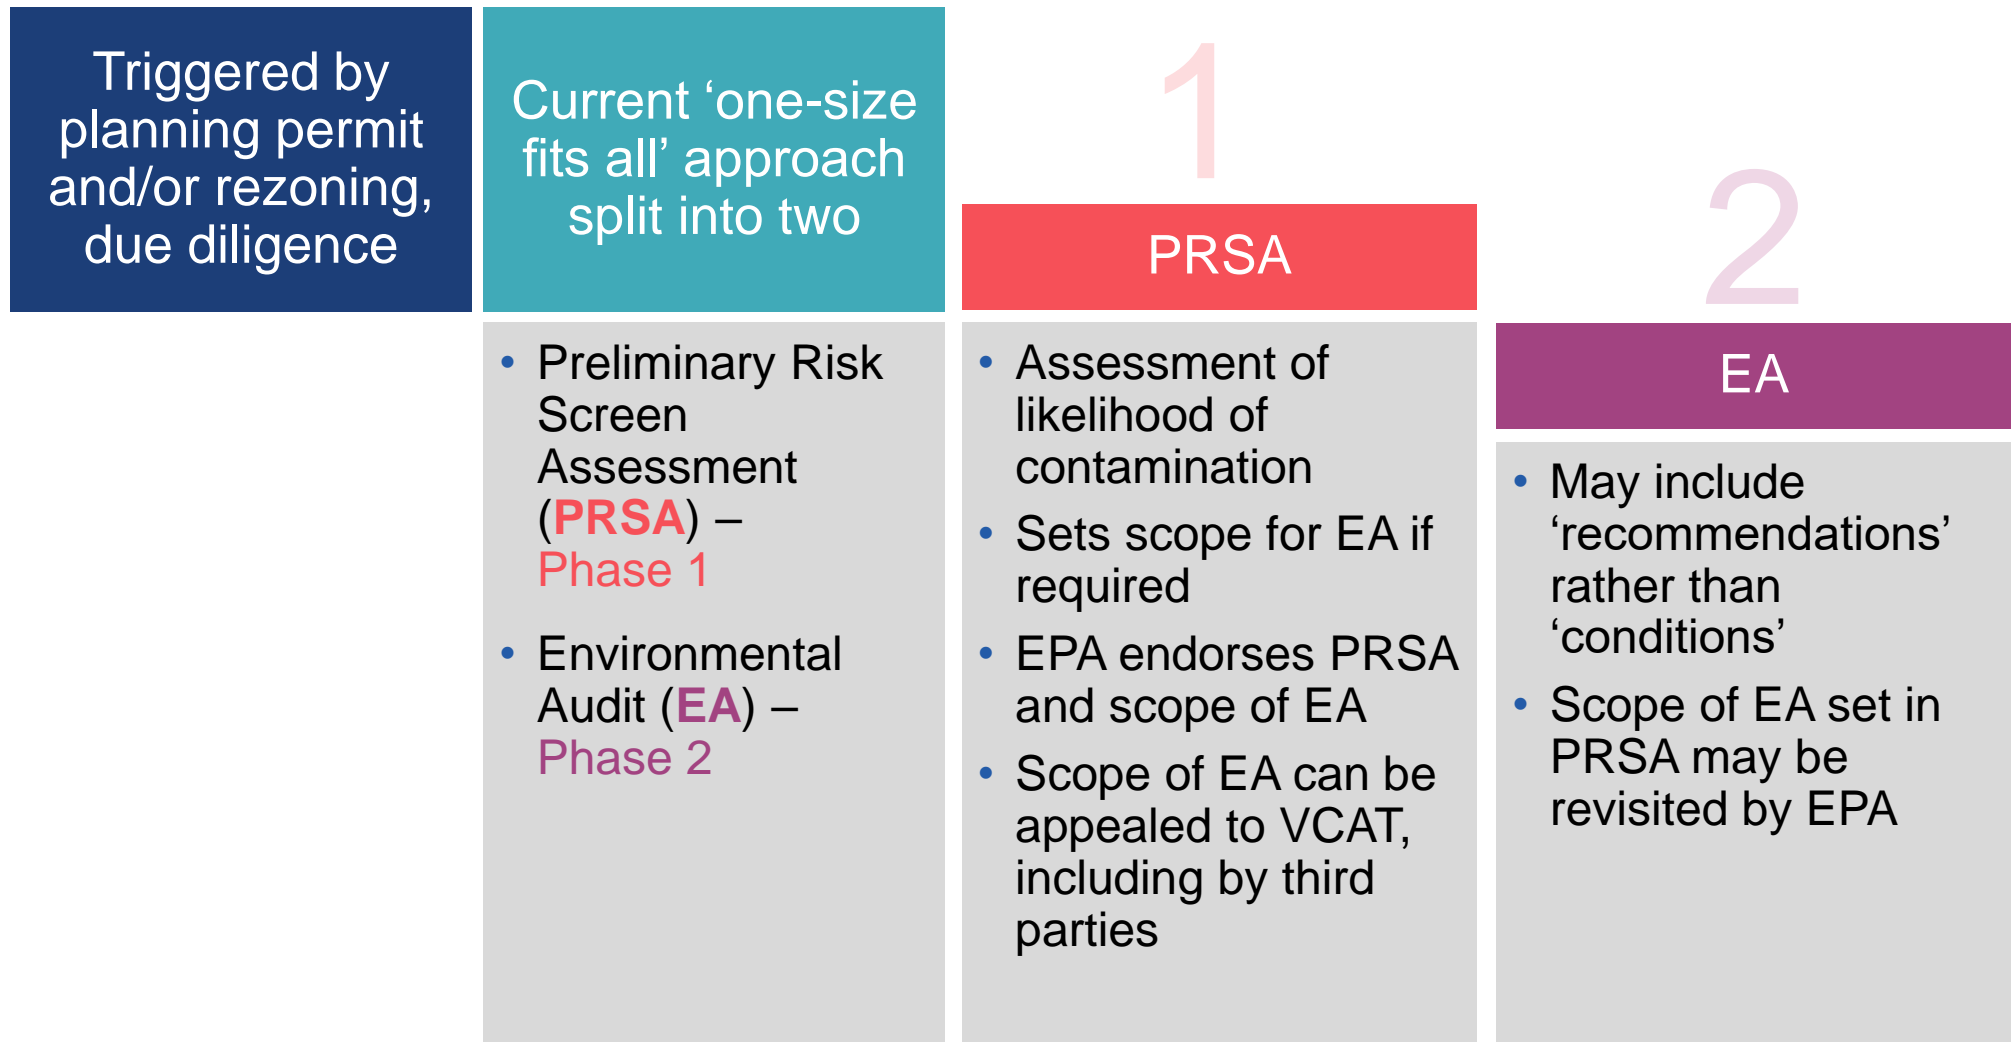 Triggered by
planning permit
and/or rezoning,
due diligence
Current ‘one-size
fits all’ approach
split into two
• Preliminary Risk
Screen
Assessment
(PRSA) –
Phase 1
• Environmental
Audit (EA) –
Phase 2
1
PRSA
• Assessment of
likelihood of
contamination
• Sets scope for EA if
required
• EPA endorses PRSA
and scope of EA
• Scope of EA can be
appealed to VCAT,
including by third
parties
2
EA
• May include
‘recommendations’
rather than
‘conditions’
• Scope of EA set in
PRSA may be
revisited by EPA